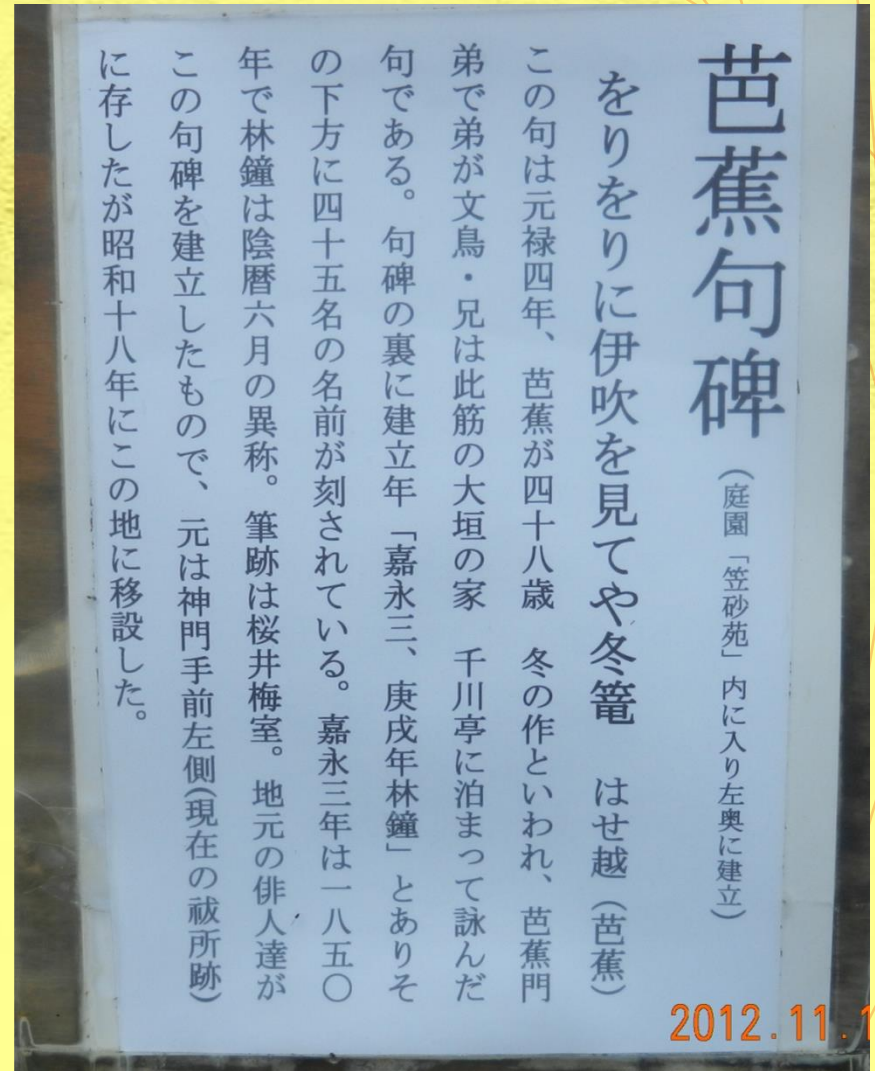 芭蕉句碑（庭園「笠砂苑」内に入り左奥に建立）
をりをりに伊吹を見てや冬篭　はせ越（芭蕉）
この句は元禄四年、芭蕉が四十八歳　冬の作といわれ、芭蕉門
弟で弟が文鳥・兄は此筋の大垣の家　千川亭に泊まって詠んだ
句である。句碑の裏に建立年「嘉永三、庚戌年林鐘」とありそ
の下方に四十五名の名前が刻されている。嘉永三年は一八五〇
年で林鐘は陰暦六月の異称。筆跡は桜井梅室。地元の俳人達が
この句碑を建立したもので、元は神門手前左側（現在の祓所跡）
に存したが昭和十八年にこの地に移設した。
2012.11.1